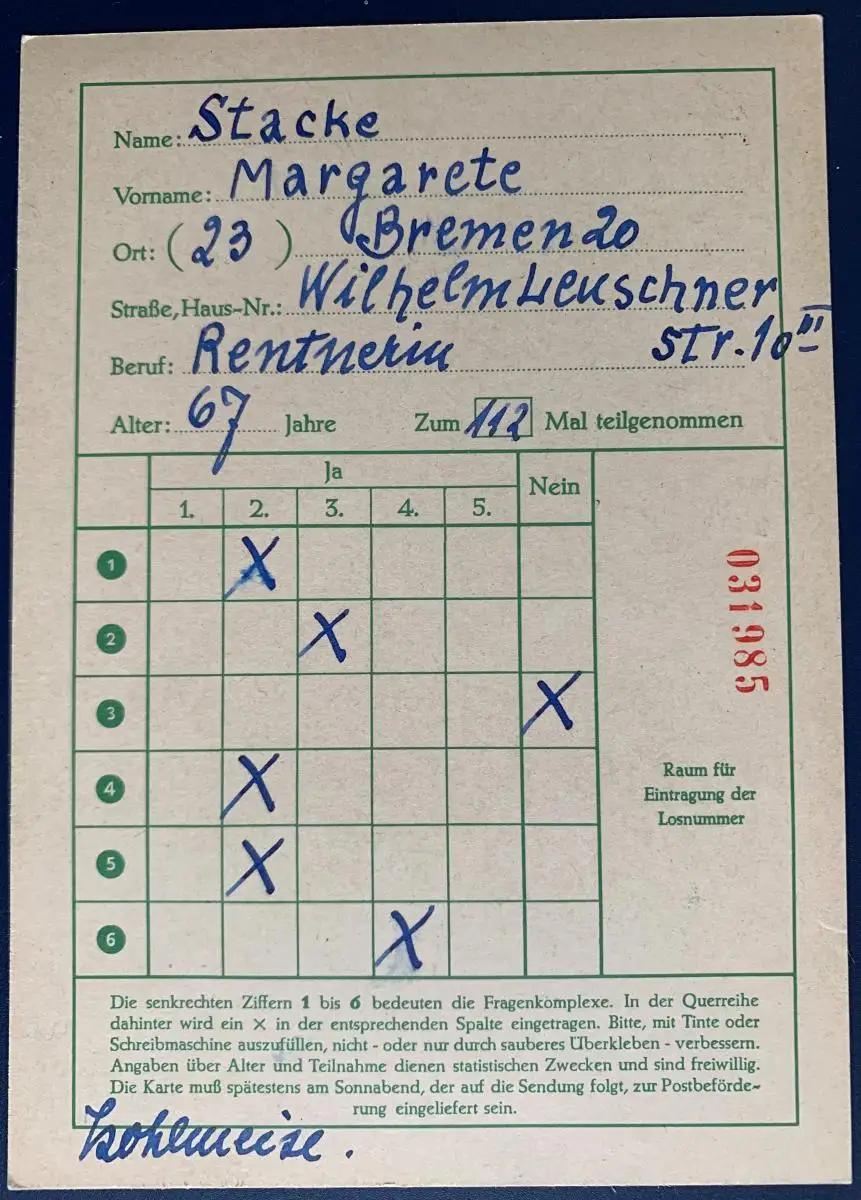 Name: Stacke
Vorname: Margarete
Ort: (23) Bremen 20
Straße, Haus-Nr.: Wilhelm Leuschner
Str. 10 III
Beruf: Rentnerin
Alter: 67 Jahre Zum 112 Mal teilgenommen
Ja Nein
1. 2. 3. 4. 5.
1 X
2 X
3 X
4 X
5 X
6 X
031985
Raum für
Eintragung der
Losnummer
Die senkrechten Ziffern 1 bis 6 bedeuten die Fragenkomplexe. In der Querreihe
dahinter wird ein × in der entsprechenden Spalte eingetragen. Bitte, mit Tinte oder
Schreibmaschine auszufüllen, nicht - oder nur durch sauberes Überkleben - verbessern.
Angaben über Alter und Teilnahme dienen statistischen Zwecken und sind freiwillig.
Die Karte muß spätestens am Sonnabend, der auf die Sendung folgt, zur Postbeförde-
rung eingeliefert sein.
Kohlmeise.